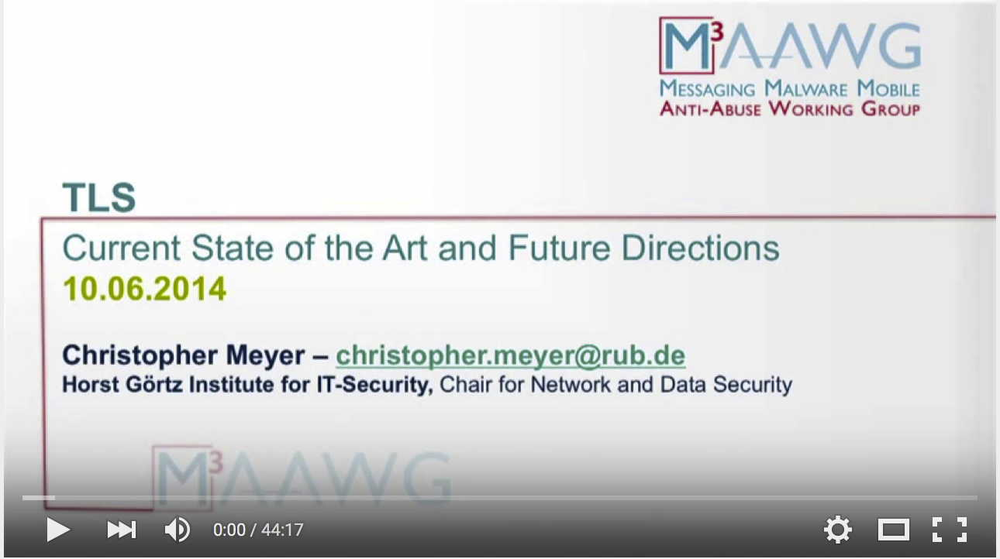 M³AAWG
MESSAGING MALWARE MOBILE
ANTI-ABUSE WORKING GROUP
TLS
Current State of the Art and Future Directions
10.06.2014
Christopher Meyer – christopher.meyer@rub.de
Horst Görtz Institute for IT-Security, Chair for Network and Data Security
M³AAWG
0:00 / 44:17